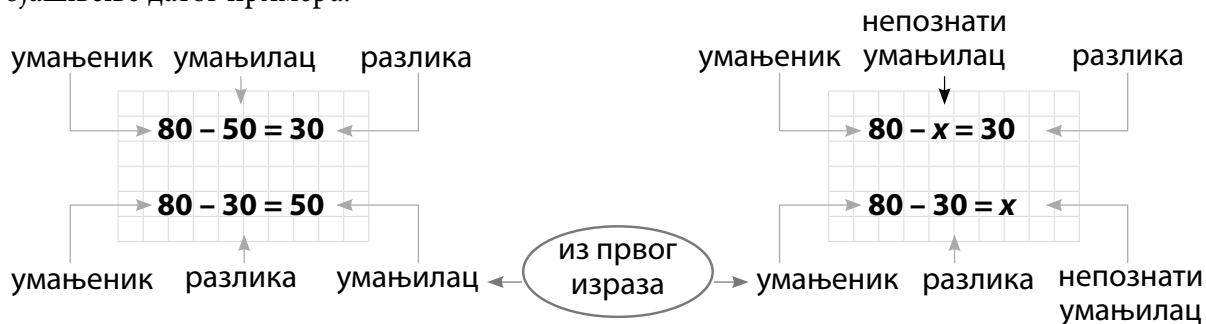 непознати
умањеник умањилац разлика умањеник умањилац разлика
80 – 50 = 30 80 – x = 30
80 – 30 = 50 80 – 30 = x
из првог
израза
умањеник разлика умањилац умањеник разлика непознати
умањилац